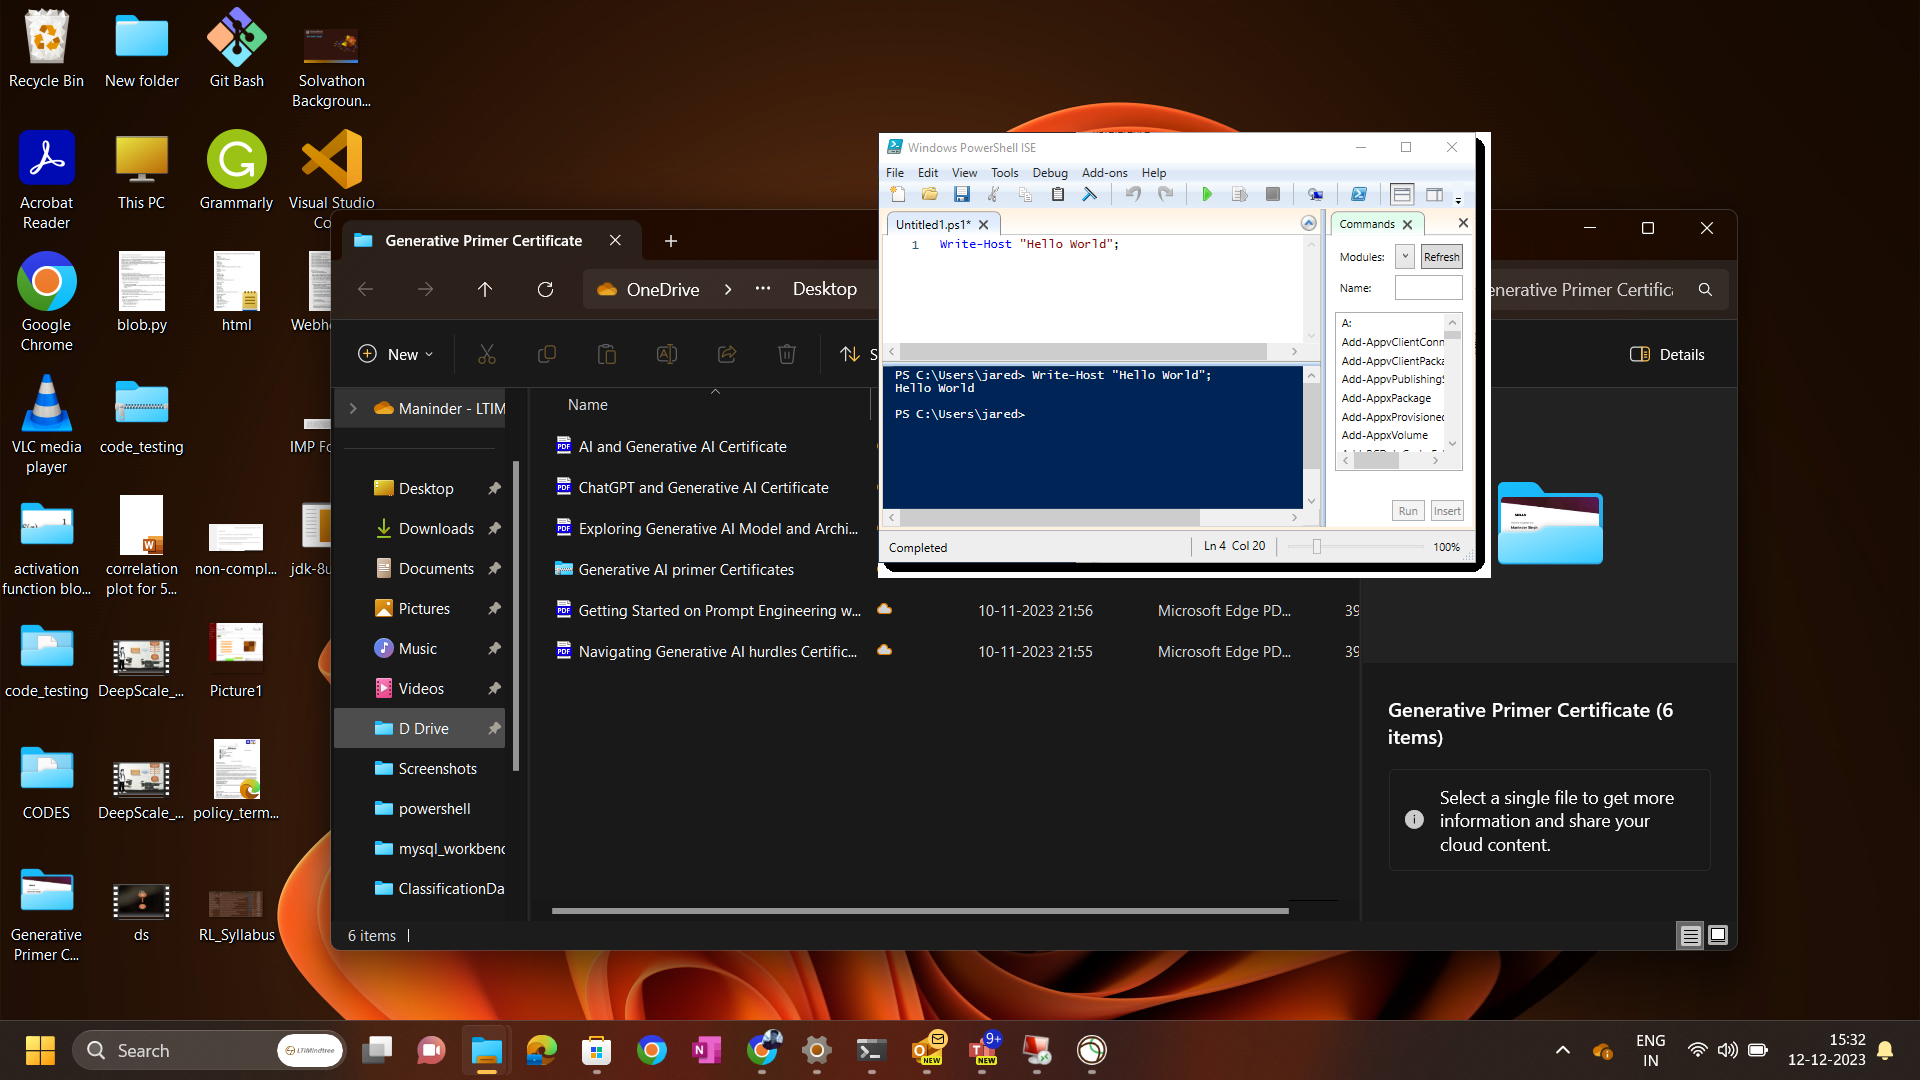 Recycle Bin
New folder
Git Bash
Solvathon
Backgroun...
Acrobat
Reader
This PC
Grammarly
Visual Studio
Co
Google
Chrome
blob.py
html
Webh
VLC media
player
code_testing
IMP Fo
activation
function blo...
correlation
plot for 5...
non-compl...
jdk-8u
code_testing
DeepScale_...
Picture1
CODES
DeepScale_...
policy_term...
Generative
Primer C...
ds
RL_Syllabus
Generative Primer Certificate
OneDrive
Desktop
enerative Primer Certific
New
S
Details
Maninder - LTIM
Desktop
Downloads
Documents
Pictures
Music
Videos
D Drive
Screenshots
powershell
mysql_workbenc
ClassificationDa
Name
AI and Generative AI Certificate
ChatGPT and Generative AI Certificate
Exploring Generative AI Model and Archi...
Generative AI primer Certificates
Getting Started on Prompt Engineering w... 10-11-2023 21:56 Microsoft Edge PD... 39
Navigating Generative AI hurdles Certific... 10-11-2023 21:55 Microsoft Edge PD... 39
Generative Primer Certificate (6
items)
Select a single file to get more
information and share your
cloud content.
6 items
Windows PowerShell ISE
File Edit View Tools Debug Add-ons Help
Untitled1.ps1*
1 Write-Host "Hello World";
PS C:\Users\jared> Write-Host "Hello World";
Hello World
PS C:\Users\jared>
Commands
Modules: Refresh
Name:
A:
Add-AppvClientConn
Add-AppvClientPacka
Add-AppvPublishingS
Add-AppxPackage
Add-AppxProvisioned
Add-AppxVolume
Run Insert
Completed
Ln 4 Col 20
100%
Search
LTIMindtree
NEW
9+
NEW
ENG
IN
15:32
12-12-2023